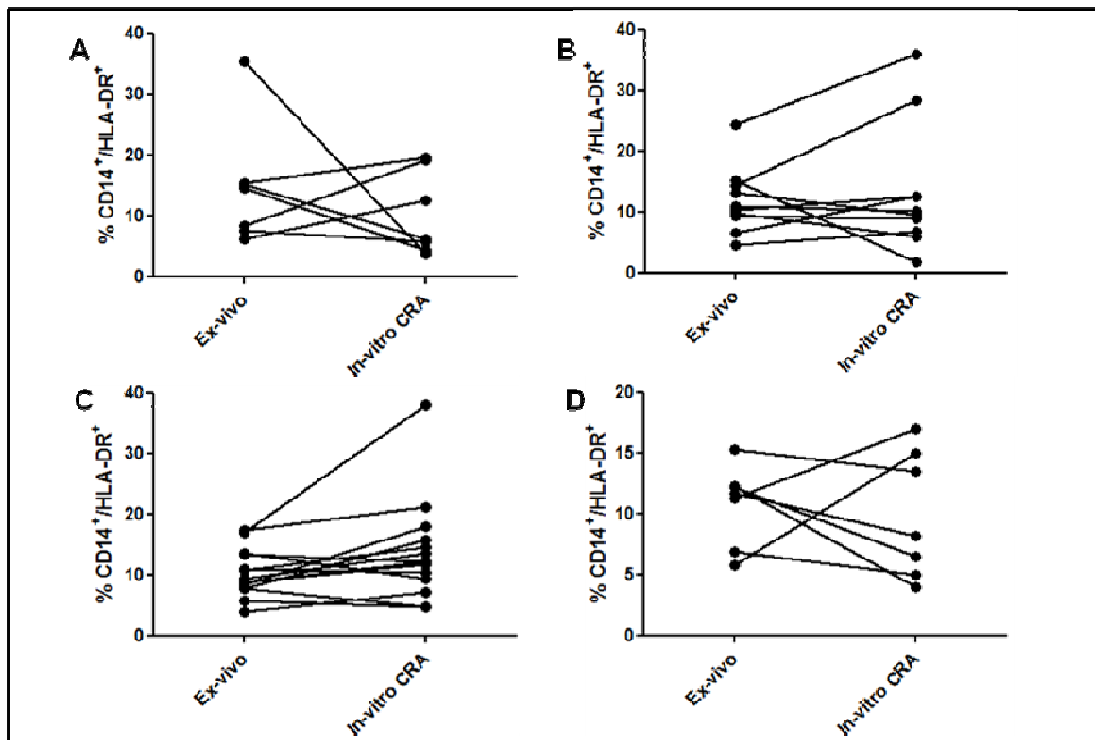 A
% CD14⁺/HLA-DR⁺
40
30
20
10
0
Ex-vivo
In-vitro CRA
B
% CD14⁺/HLA-DR⁺
40
30
20
10
0
Ex-vivo
In-vitro CRA
C
% CD14⁺/HLA-DR⁺
40
30
20
10
0
Ex-vivo
In-vitro CRA
D
% CD14⁺/HLA-DR⁺
20
15
10
5
0
Ex-vivo
In-vitro CRA